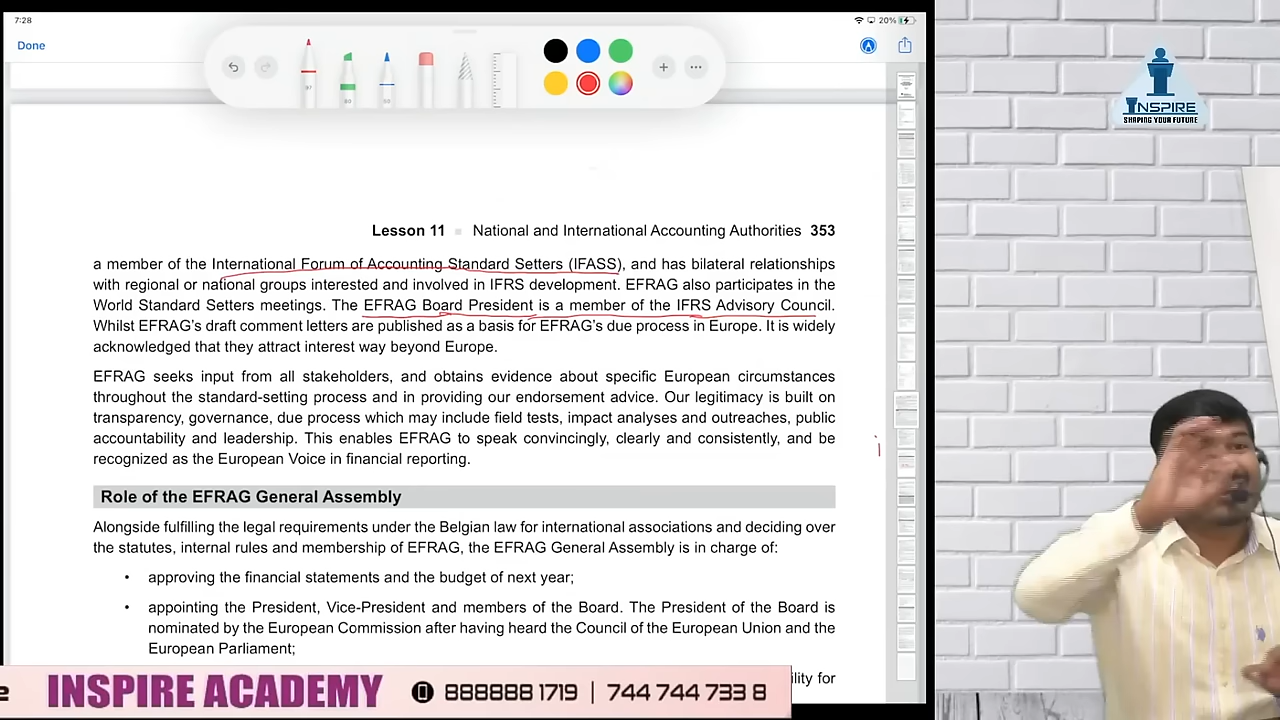 7:28
20%
Done
97
80
50
INSPIRE
SHAPING YOUR FUTURE
Lesson 11 National and International Accounting Authorities 353
a member of the International Forum of Accounting Standard Setters (IFASS), and has bilateral relationships
with regional or national groups interested and involved in IFRS development. EFRAG also participates in the
World Standard Setters meetings. The EFRAG Board President is a member of the IFRS Advisory Council.
Whilst EFRAG's draft comment letters are published as a basis for EFRAG's due process in Europe. It is widely
acknowledged that they attract interest way beyond Europe.
EFRAG seeks input from all stakeholders, and obtains evidence about specific European circumstances
throughout the standard-setting process and in providing our endorsement advice. Our legitimacy is built on
transparency, governance, due process which may include field tests, impact analyses and outreaches, public
accountability and leadership. This enables EFRAG to speak convincingly, clearly and consistently, and be
recognized as the European Voice in financial reporting.
Role of the EFRAG General Assembly
Alongside fulfilling the legal requirements under the Belgian law for international associations and deciding over
the statutes, internal rules and membership of EFRAG, the EFRAG General Assembly is in charge of:
• approving the financial statements and the budget of next year;
• appointing the President, Vice-President and members of the Board. The President of the Board is
nominated by the European Commission after having heard the Council of the European Union and the
European Parliament;
ility for
e INSPIRE ACADEMY 888888 1719 | 744 744 733 8